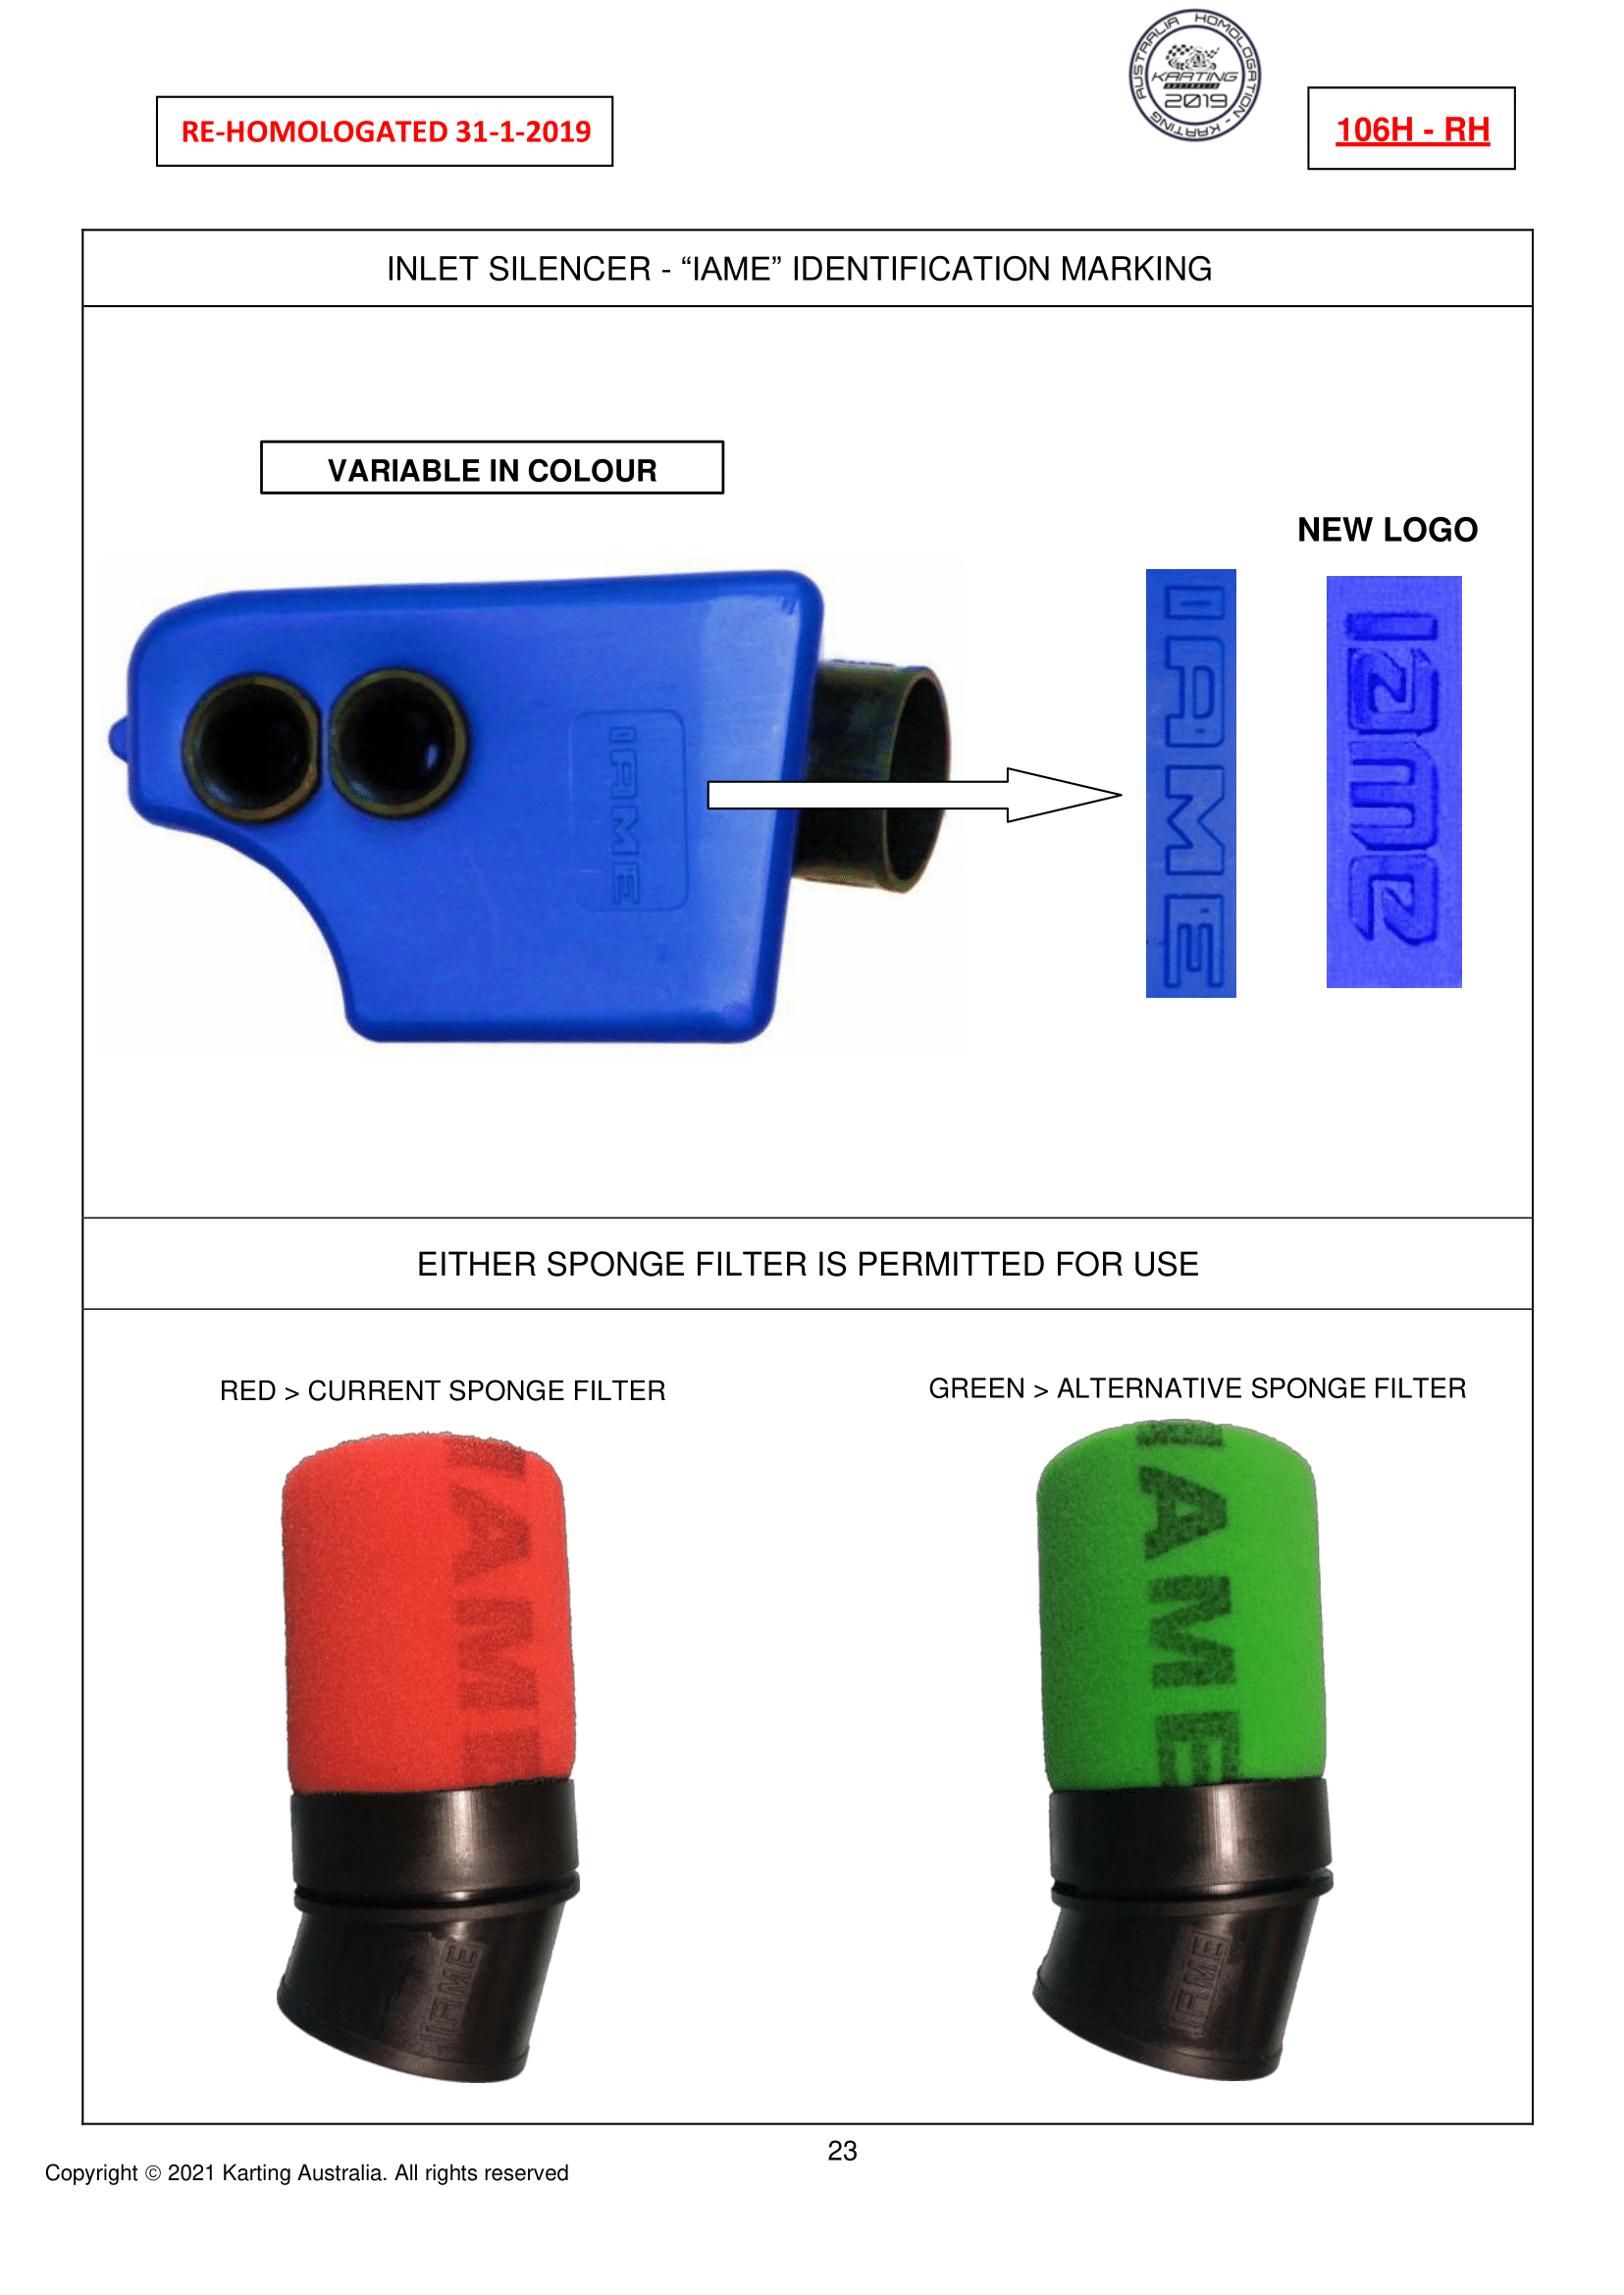 AUSTRALIA HOMOLOGATION - KARTING
KARTING
AUSTRALIA
2019
RE-HOMOLOGATED 31-1-2019
106H - RH
INLET SILENCER - “IAME” IDENTIFICATION MARKING
VARIABLE IN COLOUR
NEW LOGO
IAME
IAME
iame
EITHER SPONGE FILTER IS PERMITTED FOR USE
RED > CURRENT SPONGE FILTER
GREEN > ALTERNATIVE SPONGE FILTER
IAME
IAME
IAME
IAME
23
Copyright © 2021 Karting Australia. All rights reserved